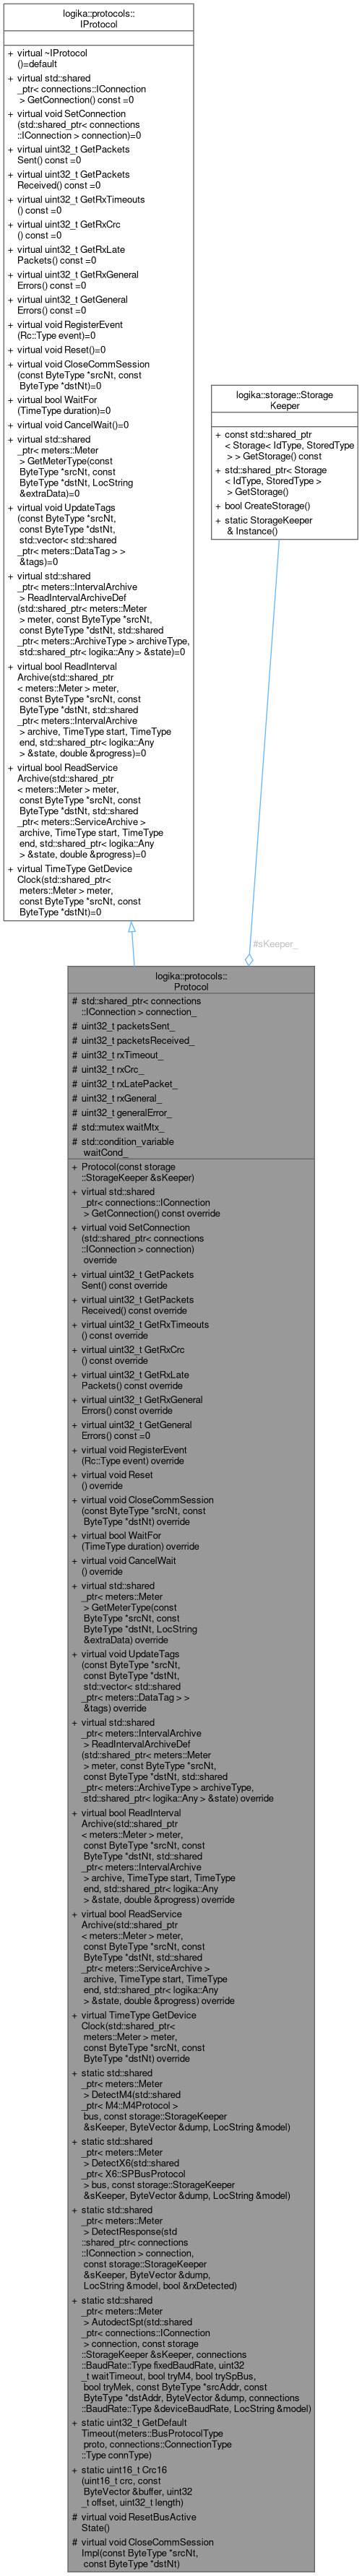 logika::protocols::
IProtocol
+ virtual ~IProtocol
()=default
+ virtual std::shared
_ptr< connections::IConnection
> GetConnection() const =0
+ virtual void SetConnection
(std::shared_ptr< connections
::IConnection > connection)=0
+ virtual uint32_t GetPackets
Sent() const =0
+ virtual uint32_t GetPackets
Received() const =0
+ virtual uint32_t GetRxTimeouts
() const =0
+ virtual uint32_t GetRxCrc
() const =0
+ virtual uint32_t GetRxLate
Packets() const =0
+ virtual uint32_t GetRxGeneral
Errors() const =0
+ virtual uint32_t GetGeneral
Errors() const =0
+ virtual void RegisterEvent
(Rc::Type event)=0
+ virtual void Reset()=0
+ virtual void CloseCommSession
(const ByteType *srcNt, const
ByteType *dstNt)=0
+ virtual bool WaitFor
(TimeType duration)=0
+ virtual void CancelWait()=0
+ virtual std::shared
_ptr< meters::Meter
> GetMeterType(const
ByteType *srcNt, const
ByteType *dstNt, LocString
&extraData)=0
+ virtual void UpdateTags
(const ByteType *srcNt,
const ByteType *dstNt,
std::vector< std::shared
_ptr< meters::DataTag > >
&tags)=0
+ virtual std::shared
_ptr< meters::IntervalArchive
> ReadIntervalArchiveDef
(std::shared_ptr< meters::Meter
> meter, const ByteType *srcNt,
const ByteType *dstNt, std::shared
_ptr< meters::ArchiveType > archiveType,
std::shared_ptr< logika::Any > &state)=0
+ virtual bool ReadInterval
Archive(std::shared_ptr
< meters::Meter > meter,
const ByteType *srcNt, const
ByteType *dstNt, std::shared
_ptr< meters::IntervalArchive
> archive, TimeType start, TimeType
end, std::shared_ptr< logika::Any
> &state, double &progress)=0
+ virtual bool ReadService
Archive(std::shared_ptr
< meters::Meter > meter,
const ByteType *srcNt, const
ByteType *dstNt, std::shared
_ptr< meters::ServiceArchive >
archive, TimeType start, TimeType
end, std::shared_ptr< logika::Any
> &state, double &progress)=0
+ virtual TimeType GetDevice
Clock(std::shared_ptr<
meters::Meter > meter,
const ByteType *srcNt, const
ByteType *dstNt)=0
logika::storage::Storage
Keeper
+ const std::shared_ptr
< Storage< IdType, StoredType
> > GetStorage() const
+ std::shared_ptr< Storage
< IdType, StoredType >
> GetStorage()
+ bool CreateStorage()
+ static StorageKeeper
& Instance()
#sKeeper_
logika::protocols::
Protocol
# std::shared_ptr< connections
::IConnection > connection_
# uint32_t packetsSent_
# uint32_t packetsReceived_
# uint32_t rxTimeout_
# uint32_t rxCrc_
# uint32_t rxLatePacket_
# uint32_t rxGeneral_
# uint32_t generalError_
# std::mutex waitMtx_
# std::condition_variable
waitCond_
+ Protocol(const storage
::StorageKeeper &sKeeper)
+ virtual std::shared
_ptr< connections::IConnection
> GetConnection() const override
+ virtual void SetConnection
(std::shared_ptr< connections
::IConnection > connection)
override
+ virtual uint32_t GetPackets
Sent() const override
+ virtual uint32_t GetPackets
Received() const override
+ virtual uint32_t GetRxTimeouts
() const override
+ virtual uint32_t GetRxCrc
() const override
+ virtual uint32_t GetRxLate
Packets() const override
+ virtual uint32_t GetRxGeneral
Errors() const override
+ virtual uint32_t GetGeneral
Errors() const =0
+ virtual void RegisterEvent
(Rc::Type event) override
+ virtual void Reset
() override
+ virtual void CloseCommSession
(const ByteType *srcNt, const
ByteType *dstNt) override
+ virtual bool WaitFor
(TimeType duration) override
+ virtual void CancelWait
() override
+ virtual std::shared
_ptr< meters::Meter
> GetMeterType(const
ByteType *srcNt, const
ByteType *dstNt, LocString
&extraData) override
+ virtual void UpdateTags
(const ByteType *srcNt,
const ByteType *dstNt,
std::vector< std::shared
_ptr< meters::DataTag > >
&tags) override
+ virtual std::shared
_ptr< meters::IntervalArchive
> ReadIntervalArchiveDef
(std::shared_ptr< meters::Meter
> meter, const ByteType *srcNt,
const ByteType *dstNt, std::shared
_ptr< meters::ArchiveType > archiveType,
std::shared_ptr< logika::Any > &state) override
+ virtual bool ReadInterval
Archive(std::shared_ptr
< meters::Meter > meter,
const ByteType *srcNt, const
ByteType *dstNt, std::shared
_ptr< meters::IntervalArchive
> archive, TimeType start, TimeType
end, std::shared_ptr< logika::Any
> &state, double &progress) override
+ virtual bool ReadService
Archive(std::shared_ptr
< meters::Meter > meter,
const ByteType *srcNt, const
ByteType *dstNt, std::shared
_ptr< meters::ServiceArchive >
archive, TimeType start, TimeType
end, std::shared_ptr< logika::Any
> &state, double &progress) override
+ virtual TimeType GetDevice
Clock(std::shared_ptr<
meters::Meter > meter,
const ByteType *srcNt, const
ByteType *dstNt) override
+ static std::shared
_ptr< meters::Meter
> DetectM4(std::shared
_ptr< M4::M4Protocol >
bus, const storage::StorageKeeper
&sKeeper, ByteVector &dump, LocString &model)
+ static std::shared
_ptr< meters::Meter
> DetectX6(std::shared
_ptr< X6::SPBusProtocol
> bus, const storage::StorageKeeper
&sKeeper, ByteVector &dump, LocString &model)
+ static std::shared
_ptr< meters::Meter
> DetectResponse(std
::shared_ptr< connections
::IConnection > connection,
const storage::StorageKeeper
&sKeeper, ByteVector &dump,
LocString &model, bool &rxDetected)
+ static std::shared
_ptr< meters::Meter
> AutodectSpt(std::shared
_ptr< connections::IConnection
> connection, const storage
::StorageKeeper &sKeeper, connections
::BaudRate::Type fixedBaudRate, uint32
_t waitTimeout, bool tryM4, bool trySpBus,
bool tryMek, const ByteType *srcAddr, const
ByteType *dstAddr, ByteVector &dump, connections
::BaudRate::Type &deviceBaudRate, LocString &model)
+ static uint32_t GetDefault
Timeout(meters::BusProtocolType
proto, connections::ConnectionType
::Type connType)
+ static uint16_t Crc16
(uint16_t crc, const
ByteVector &buffer, uint32
_t offset, uint32_t length)
# virtual void ResetBusActive
State()
# virtual void CloseCommSession
Impl(const ByteType *srcNt,
const ByteType *dstNt)